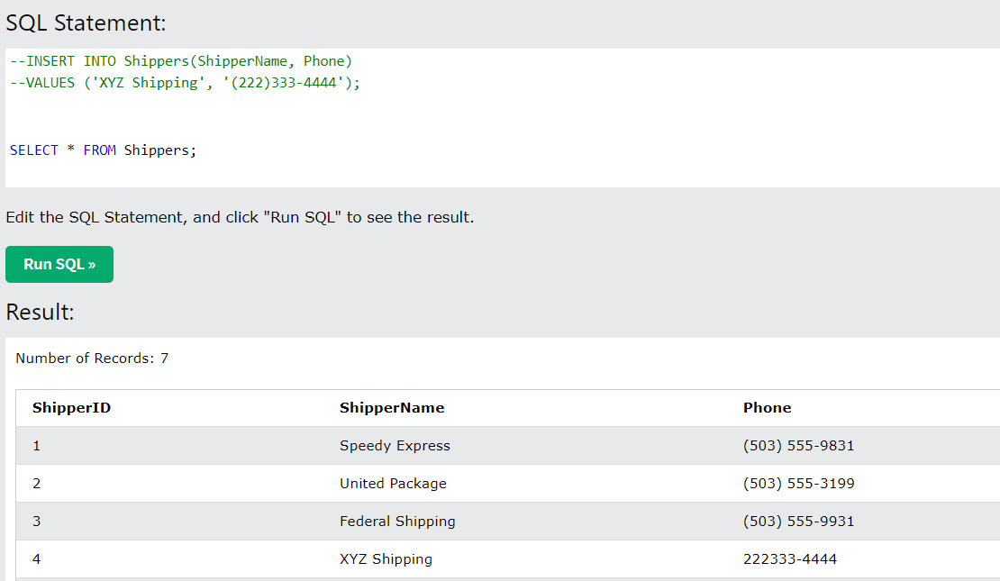 SQL Statement:
--INSERT INTO Shippers(ShipperName, Phone)
--VALUES ('XYZ Shipping', '(222)333-4444');
SELECT * FROM Shippers;
Edit the SQL Statement, and click "Run SQL" to see the result.
Run SQL »
Result:
Number of Records: 7
ShipperID ShipperName Phone
1 Speedy Express (503) 555-9831
2 United Package (503) 555-3199
3 Federal Shipping (503) 555-9931
4 XYZ Shipping 222333-4444